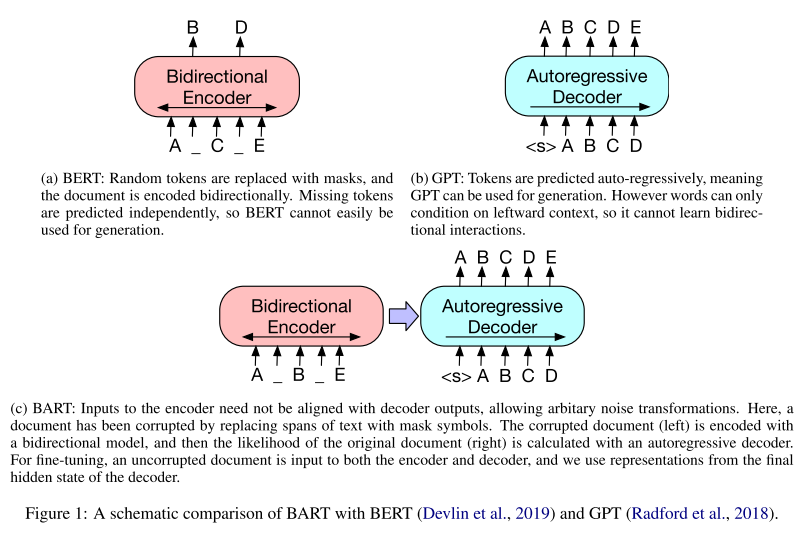 B D
Bidirectional
Encoder
A _ C _ E
A B C D E
Autoregressive
Decoder
<s> A B C D
(a) BERT: Random tokens are replaced with masks, and
the document is encoded bidirectionally. Missing tokens
are predicted independently, so BERT cannot easily be
used for generation.
(b) GPT: Tokens are predicted auto-regressively, meaning
GPT can be used for generation. However words can only
condition on leftward context, so it cannot learn bidirec-
tional interactions.
Bidirectional
Encoder
A _ B _ E
A B C D E
Autoregressive
Decoder
<s> A B C D
(c) BART: Inputs to the encoder need not be aligned with decoder outputs, allowing arbitary noise transformations. Here, a
document has been corrupted by replacing spans of text with mask symbols. The corrupted document (left) is encoded with
a bidirectional model, and then the likelihood of the original document (right) is calculated with an autoregressive decoder.
For fine-tuning, an uncorrupted document is input to both the encoder and decoder, and we use representations from the final
hidden state of the decoder.
Figure 1: A schematic comparison of BART with BERT (Devlin et al., 2019) and GPT (Radford et al., 2018).